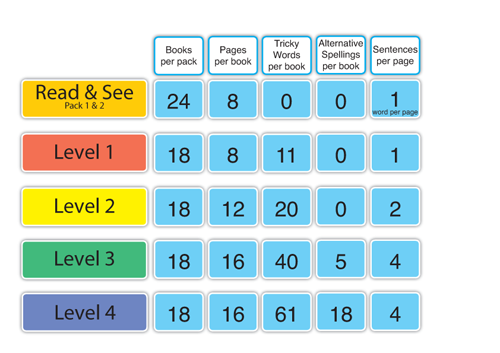 Books per pack
Pages per book
Tricky Words per book
Alternative Spellings per book
Sentences per page
Read & See
Pack 1 & 2
24 8 0 0 1
word per page
Level 1 18 8 11 0 1
Level 2 18 12 20 0 2
Level 3 18 16 40 5 4
Level 4 18 16 61 18 4